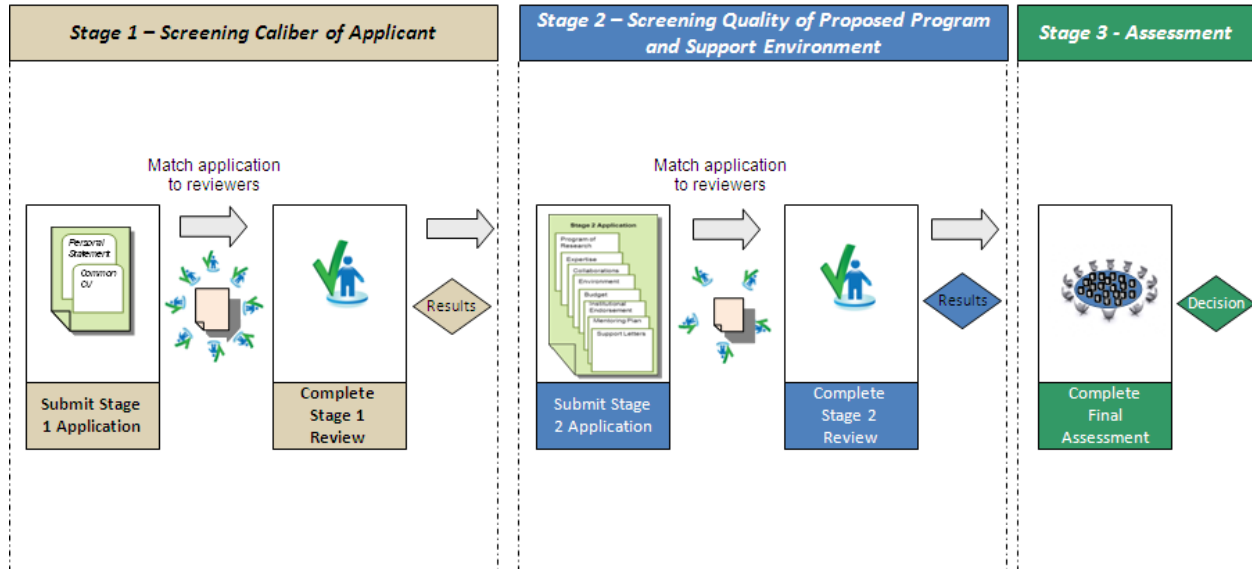 Stage 1 – Screening Caliber of Applicant
Stage 2 – Screening Quality of Proposed Program
and Support Environment
Stage 3 - Assessment
Match application
to reviewers
Personal
Statement
Common
CV
Results
Submit Stage
1 Application
Complete
Stage 1
Review
Match application
to reviewers
Stage 2 Application
Program of
Research
Expertise
Collaborations
Environment
Budget
Institutional
Endorsement
Mentoring Plan
Support Letters
Results
Submit Stage
2 Application
Complete
Stage 2
Review
Decision
Complete
Final
Assessment